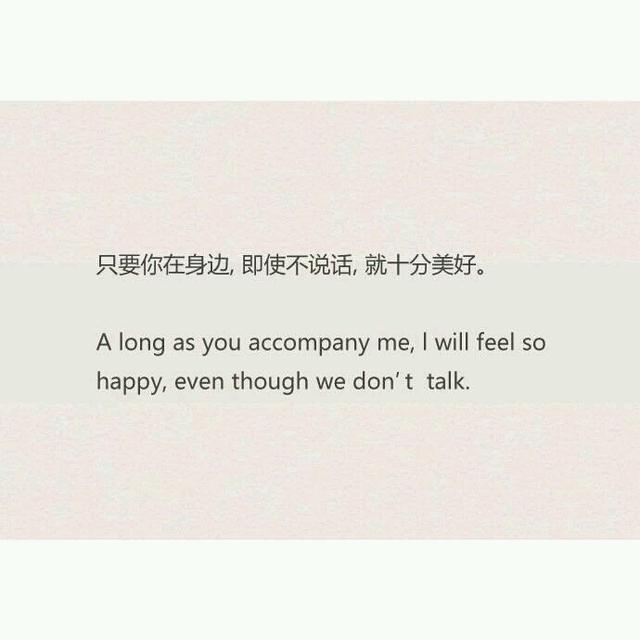 只要你在身边, 即使不说话, 就十分美好。
A long as you accompany me, I will feel so
happy, even though we don’t talk.